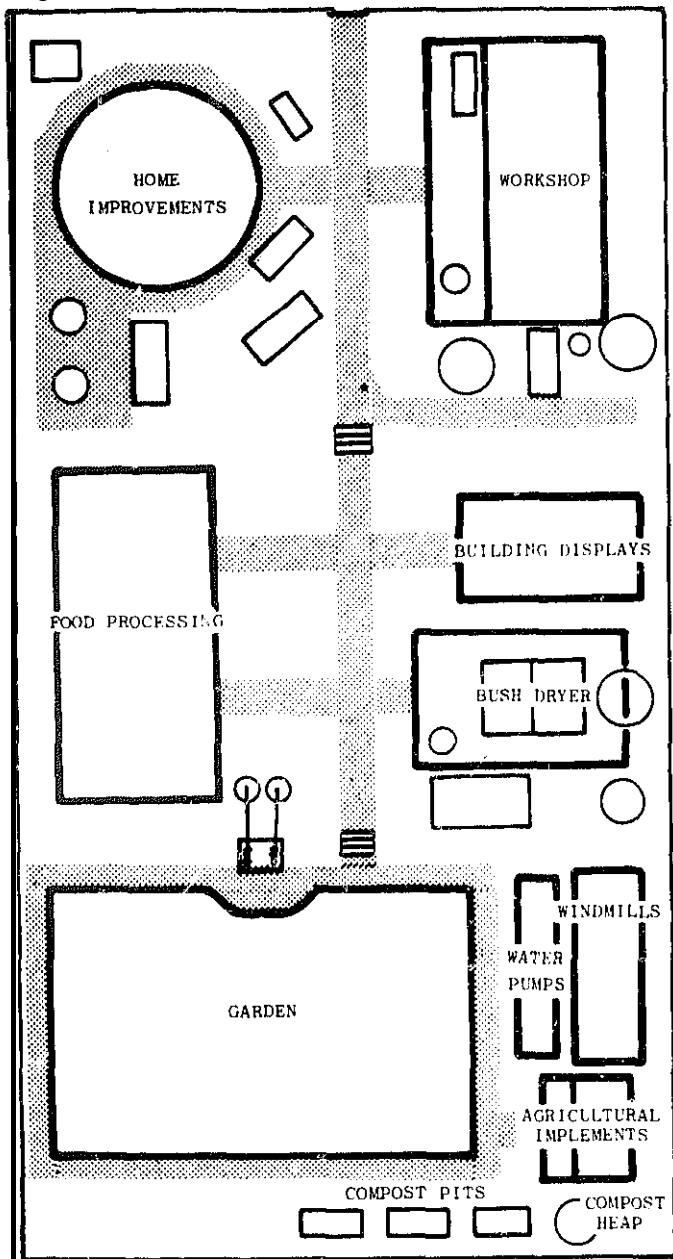 HOME
IMPROVEMENTS
WORKSHOP
BUILDING DISPLAYS
FOOD PROCESSING
BUSH DRYER
WINDMILLS
WATER
PUMPS
GARDEN
AGRICULTURAL
IMPLEMENTS
COMPOST PITS
COMPOST
HEAP